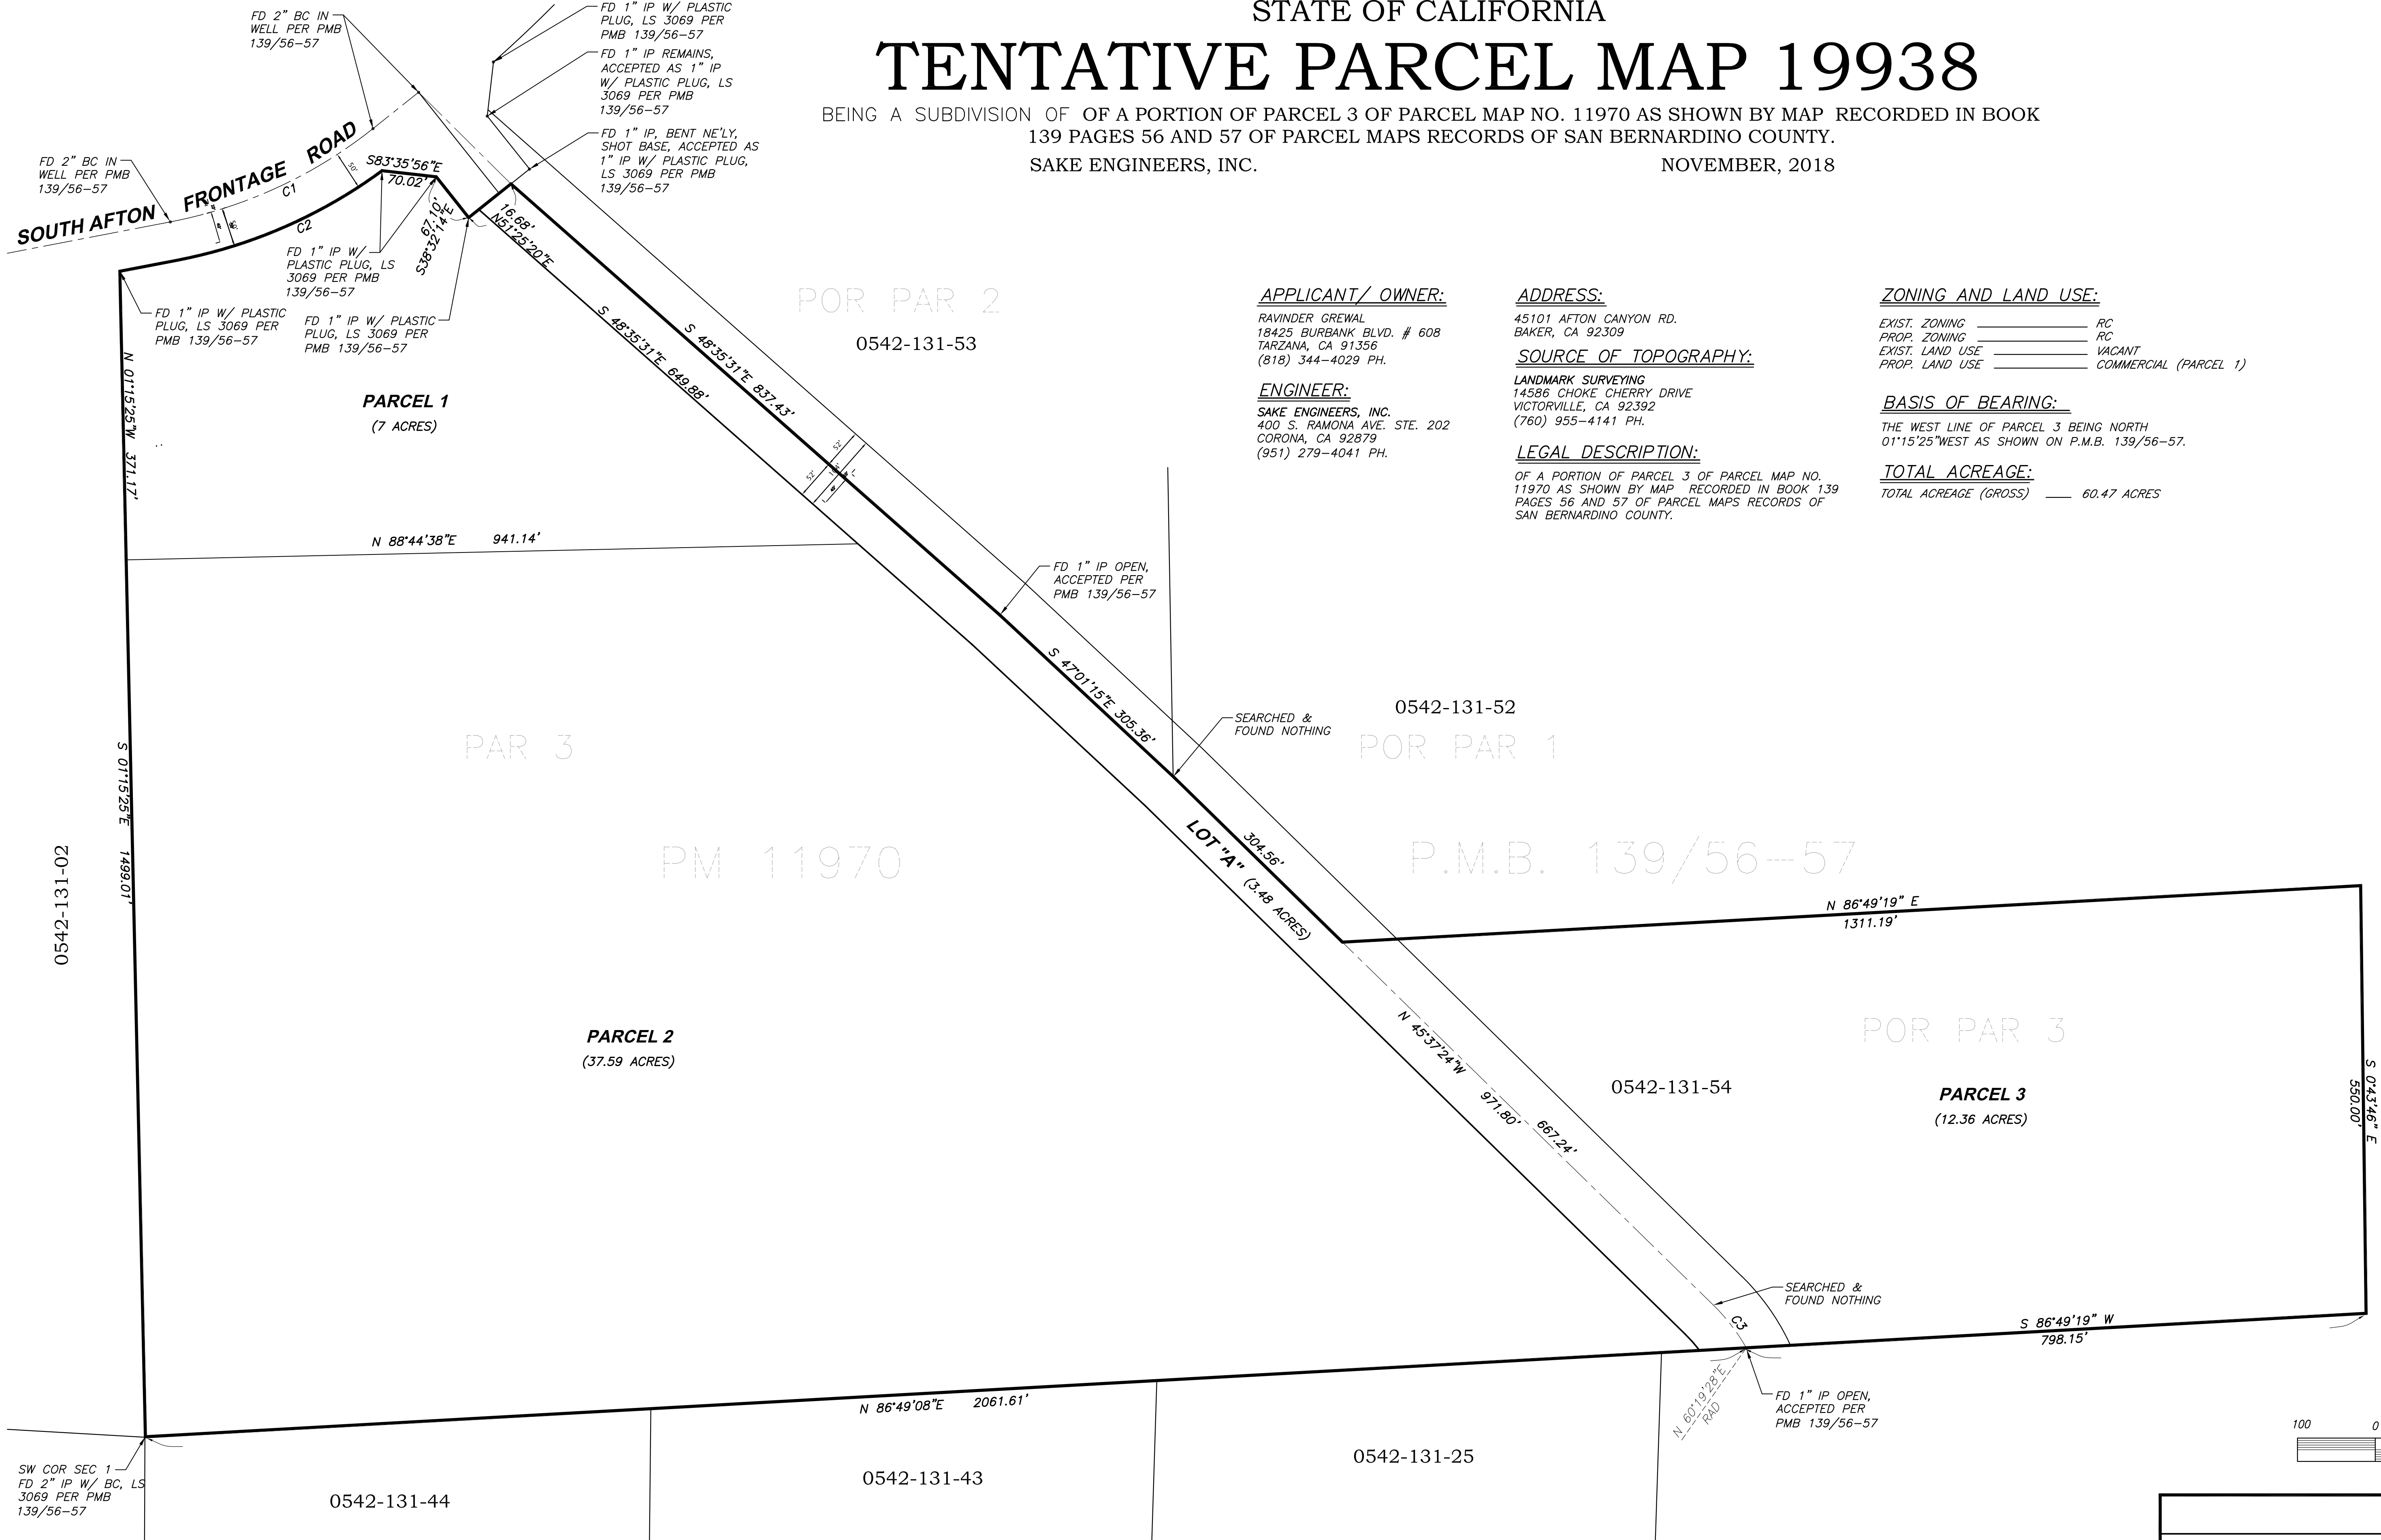 STATE OF CALIFORNIA
TENTATIVE PARCEL MAP 19938
BEING A SUBDIVISION OF OF A PORTION OF PARCEL 3 OF PARCEL MAP NO. 11970 AS SHOWN BY MAP RECORDED IN BOOK
139 PAGES 56 AND 57 OF PARCEL MAPS RECORDS OF SAN BERNARDINO COUNTY.
SAKE ENGINEERS, INC.
NOVEMBER, 2018
FD 2" BC IN
WELL PER PMB
139/56-57
FD 1" IP W/ PLASTIC
PLUG, LS 3069 PER
PMB 139/56-57
FD 1" IP REMAINS,
ACCEPTED AS 1" IP
W/ PLASTIC PLUG, LS
3069 PER PMB
139/56-57
FD 1" IP, BENT NE'LY,
SHOT BASE, ACCEPTED AS
1" IP W/ PLASTIC PLUG,
LS 3069 PER PMB
139/56-57
FD 2" BC IN
WELL PER PMB
139/56-57
SOUTH AFTON FRONTAGE ROAD
C1
C2
50'
S83°35'56"E
70.02'
67.10'
S38°32'14"E
16.68'
N51°25'20"E
FD 1" IP W/
PLASTIC PLUG, LS
3069 PER PMB
139/56-57
FD 1" IP W/ PLASTIC
PLUG, LS 3069 PER
PMB 139/56-57
FD 1" IP W/ PLASTIC
PLUG, LS 3069 PER
PMB 139/56-57
N 01°15'25"W 371.17'
PARCEL 1
(7 ACRES)
S 48°35'31"E 649.88'
S 48°35'31"E 837.43'
52'
52'
POR PAR 2
0542-131-53
APPLICANT/ OWNER:
RAVINDER GREWAL
18425 BURBANK BLVD. # 608
TARZANA, CA 91356
(818) 344-4029 PH.
ENGINEER:
SAKE ENGINEERS, INC.
400 S. RAMONA AVE. STE. 202
CORONA, CA 92879
(951) 279-4041 PH.
ADDRESS:
45101 AFTON CANYON RD.
BAKER, CA 92309
SOURCE OF TOPOGRAPHY:
LANDMARK SURVEYING
14586 CHOKE CHERRY DRIVE
VICTORVILLE, CA 92392
(760) 955-4141 PH.
LEGAL DESCRIPTION:
OF A PORTION OF PARCEL 3 OF PARCEL MAP NO.
11970 AS SHOWN BY MAP RECORDED IN BOOK 139
PAGES 56 AND 57 OF PARCEL MAPS RECORDS OF
SAN BERNARDINO COUNTY.
ZONING AND LAND USE:
EXIST. ZONING RC
PROP. ZONING RC
EXIST. LAND USE VACANT
PROP. LAND USE COMMERCIAL (PARCEL 1)
BASIS OF BEARING:
THE WEST LINE OF PARCEL 3 BEING NORTH
01°15'25"WEST AS SHOWN ON P.M.B. 139/56-57.
TOTAL ACREAGE:
TOTAL ACREAGE (GROSS) 60.47 ACRES
N 88°44'38"E 941.14'
FD 1" IP OPEN,
ACCEPTED PER
PMB 139/56-57
S 47°01'15"E 305.36'
SEARCHED &
FOUND NOTHING
0542-131-52
POR PAR 1
PAR 3
PM 11970
P.M.B. 139/56-57
S 01°15'25"E 1499.01'
0542-131-02
LOT "A" (3.48 ACRES)
304.56'
N 86°49'19" E
1311.19'
PARCEL 2
(37.59 ACRES)
N 45°37'24"W 971.80'
667.24'
POR PAR 3
0542-131-54
PARCEL 3
(12.36 ACRES)
S 0°43'46" E
550.00'
SEARCHED &
FOUND NOTHING
C3
S 86°49'19" W
798.15'
N 60°19'28"E
RAD
FD 1" IP OPEN,
ACCEPTED PER
PMB 139/56-57
N 86°49'08"E 2061.61'
SW COR SEC 1
FD 2" IP W/ BC, LS
3069 PER PMB
139/56-57
0542-131-44
0542-131-43
0542-131-25
100 0